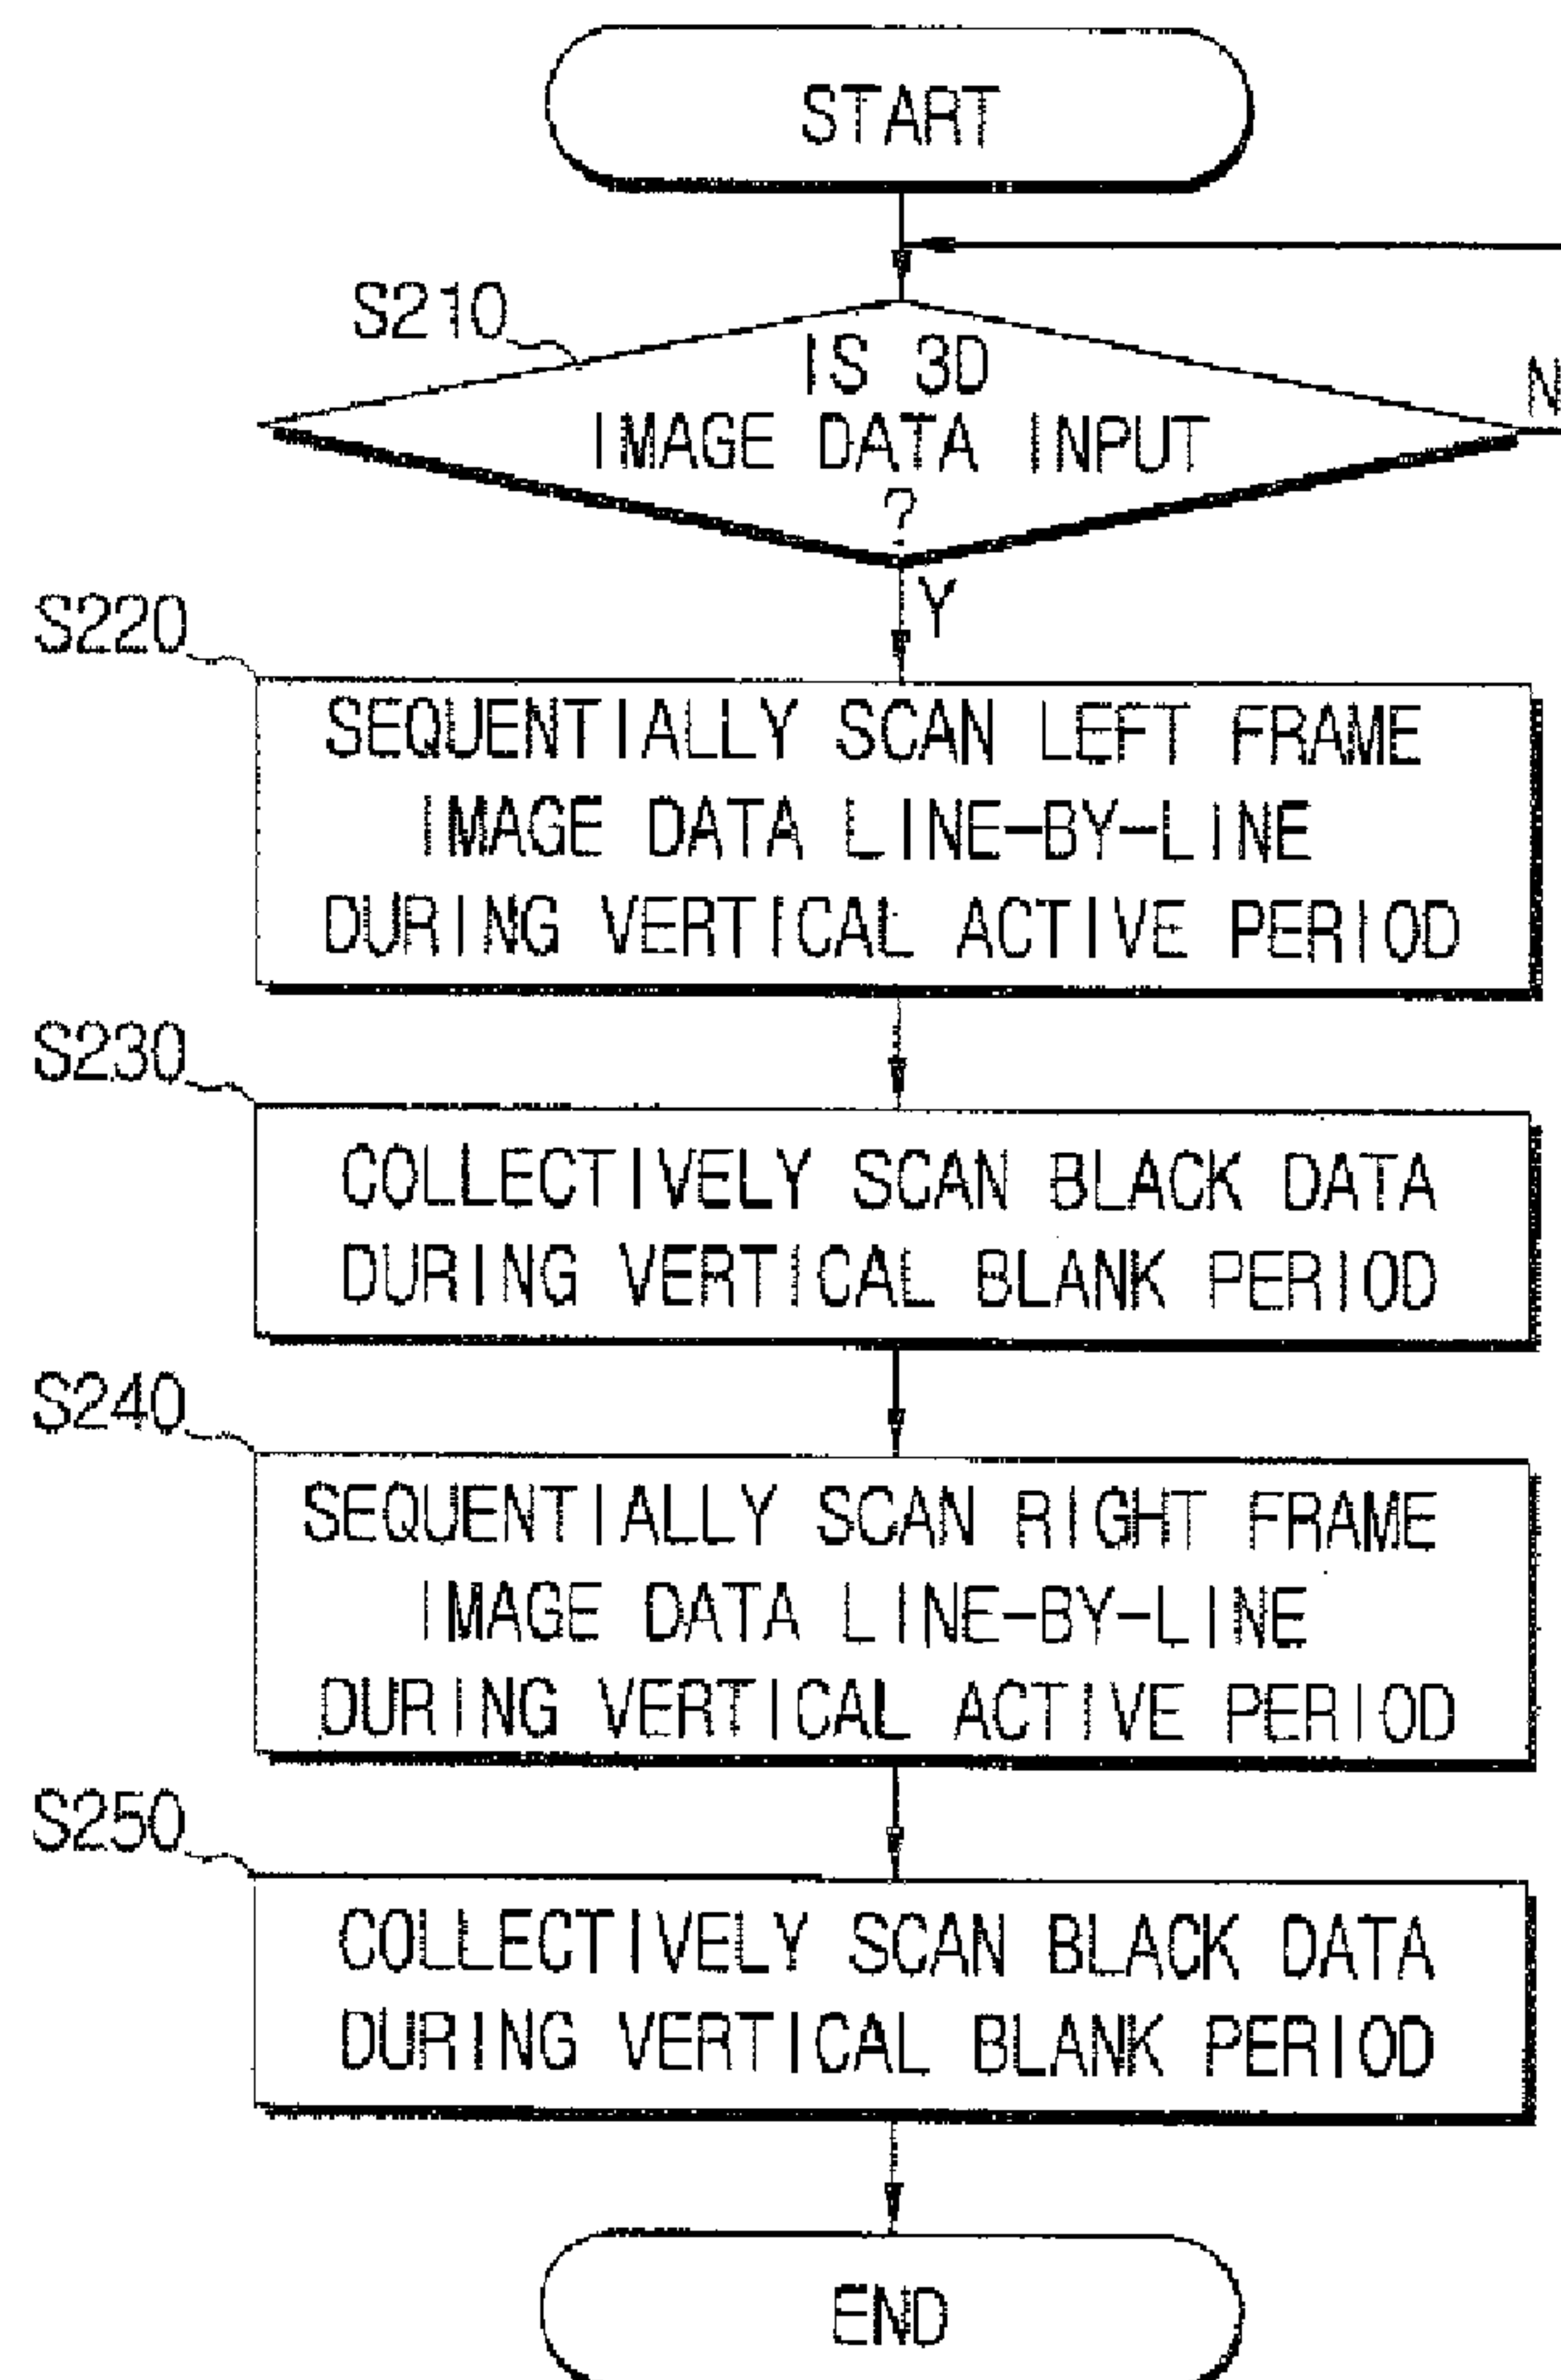 START
S210
IS 3D
IMAGE DATA INPUT
?
N
Y
S220
SEQUENTIALLY SCAN LEFT FRAME
IMAGE DATA LINE-BY-LINE
DURING VERTICAL ACTIVE PERIOD
S230
COLLECTIVELY SCAN BLACK DATA
DURING VERTICAL BLANK PERIOD
S240
SEQUENTIALLY SCAN RIGHT FRAME
IMAGE DATA LINE-BY-LINE
DURING VERTICAL ACTIVE PERIOD
S250
COLLECTIVELY SCAN BLACK DATA
DURING VERTICAL BLANK PERIOD
END